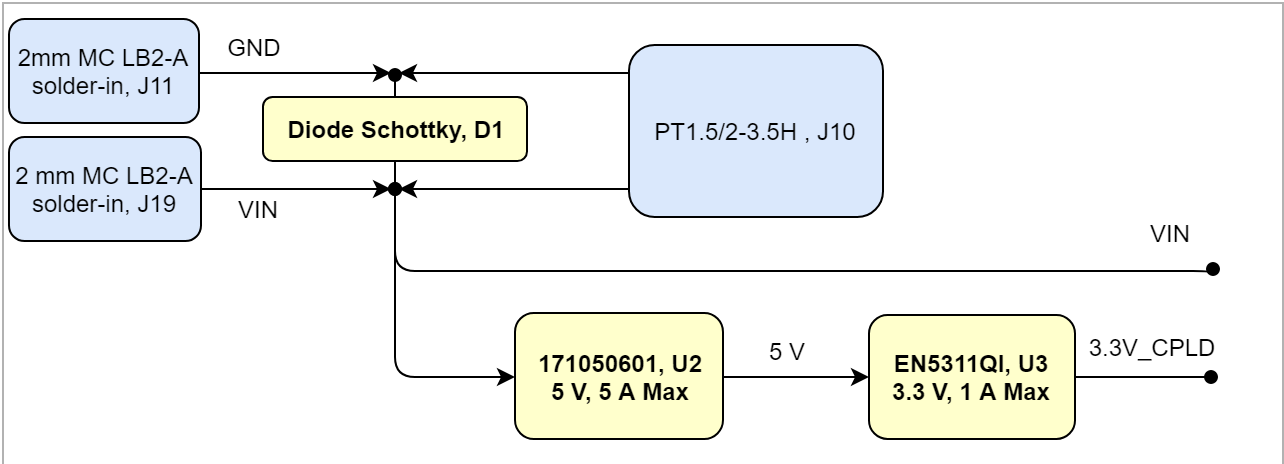 2mm MC LB2-A
solder-in, J11
GND
Diode Schottky, D1
PT1.5/2-3.5H , J10
2 mm MC LB2-A
solder-in, J19
VIN
VIN
171050601, U2
5 V, 5 A Max
5 V
EN5311QI, U3
3.3 V, 1 A Max
3.3V_CPLD